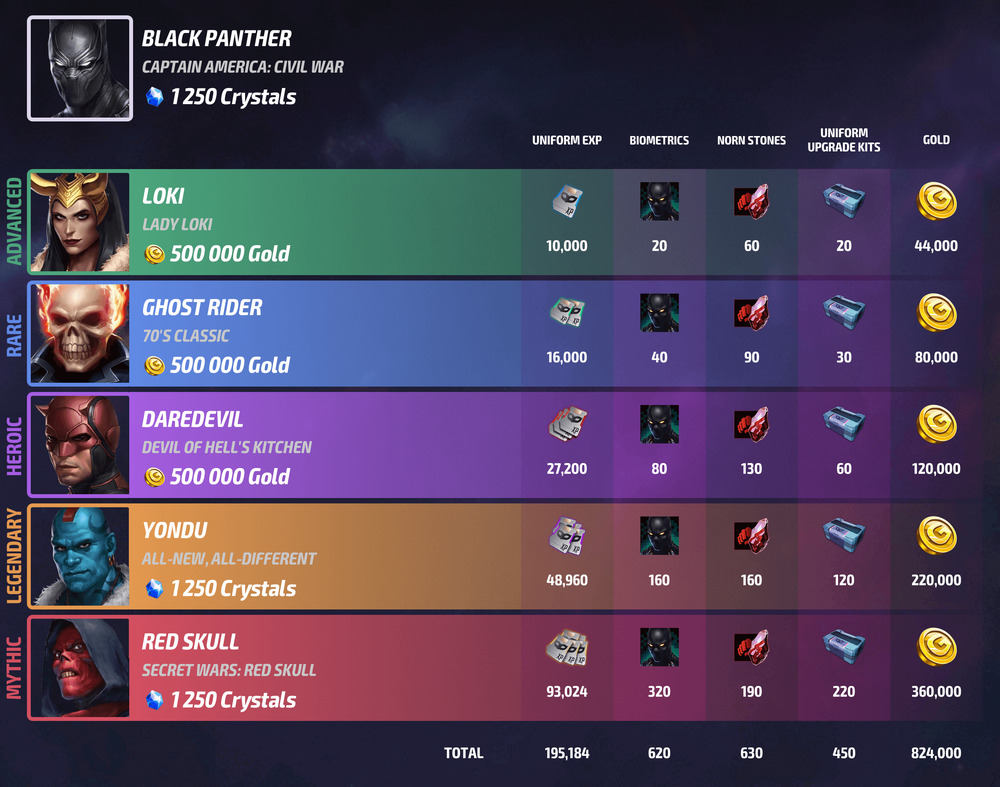 BLACK PANTHER
CAPTAIN AMERICA: CIVIL WAR
1 250 Crystals
UNIFORM EXP BIOMETRICS NORN STONES UNIFORM UPGRADE KITS GOLD
ADVANCED
LOKI
LADY LOKI
500 000 Gold
10,000 20 60 20 44,000
RARE
GHOST RIDER
70'S CLASSIC
500 000 Gold
16,000 40 90 30 80,000
HEROIC
DAREDEVIL
DEVIL OF HELL'S KITCHEN
500 000 Gold
27,200 80 130 60 120,000
LEGENDARY
YONDU
ALL-NEW, ALL-DIFFERENT
1 250 Crystals
48,960 160 160 120 220,000
MYTHIC
RED SKULL
SECRET WARS: RED SKULL
1 250 Crystals
93,024 320 190 220 360,000
TOTAL 195,184 620 630 450 824,000